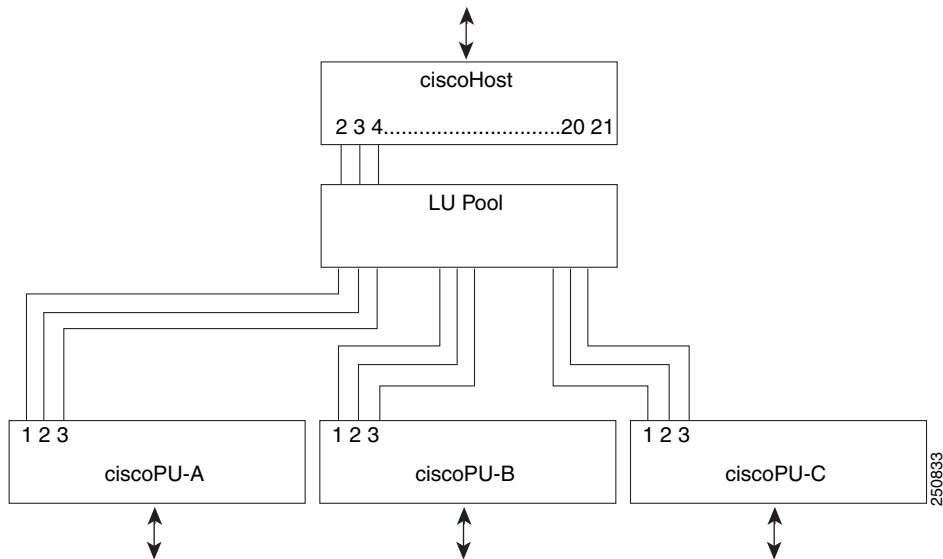 ciscoHost
2 3 4..............................20 21
LU Pool
1 2 3
1 2 3
1 2 3
ciscoPU-A
ciscoPU-B
ciscoPU-C
250833